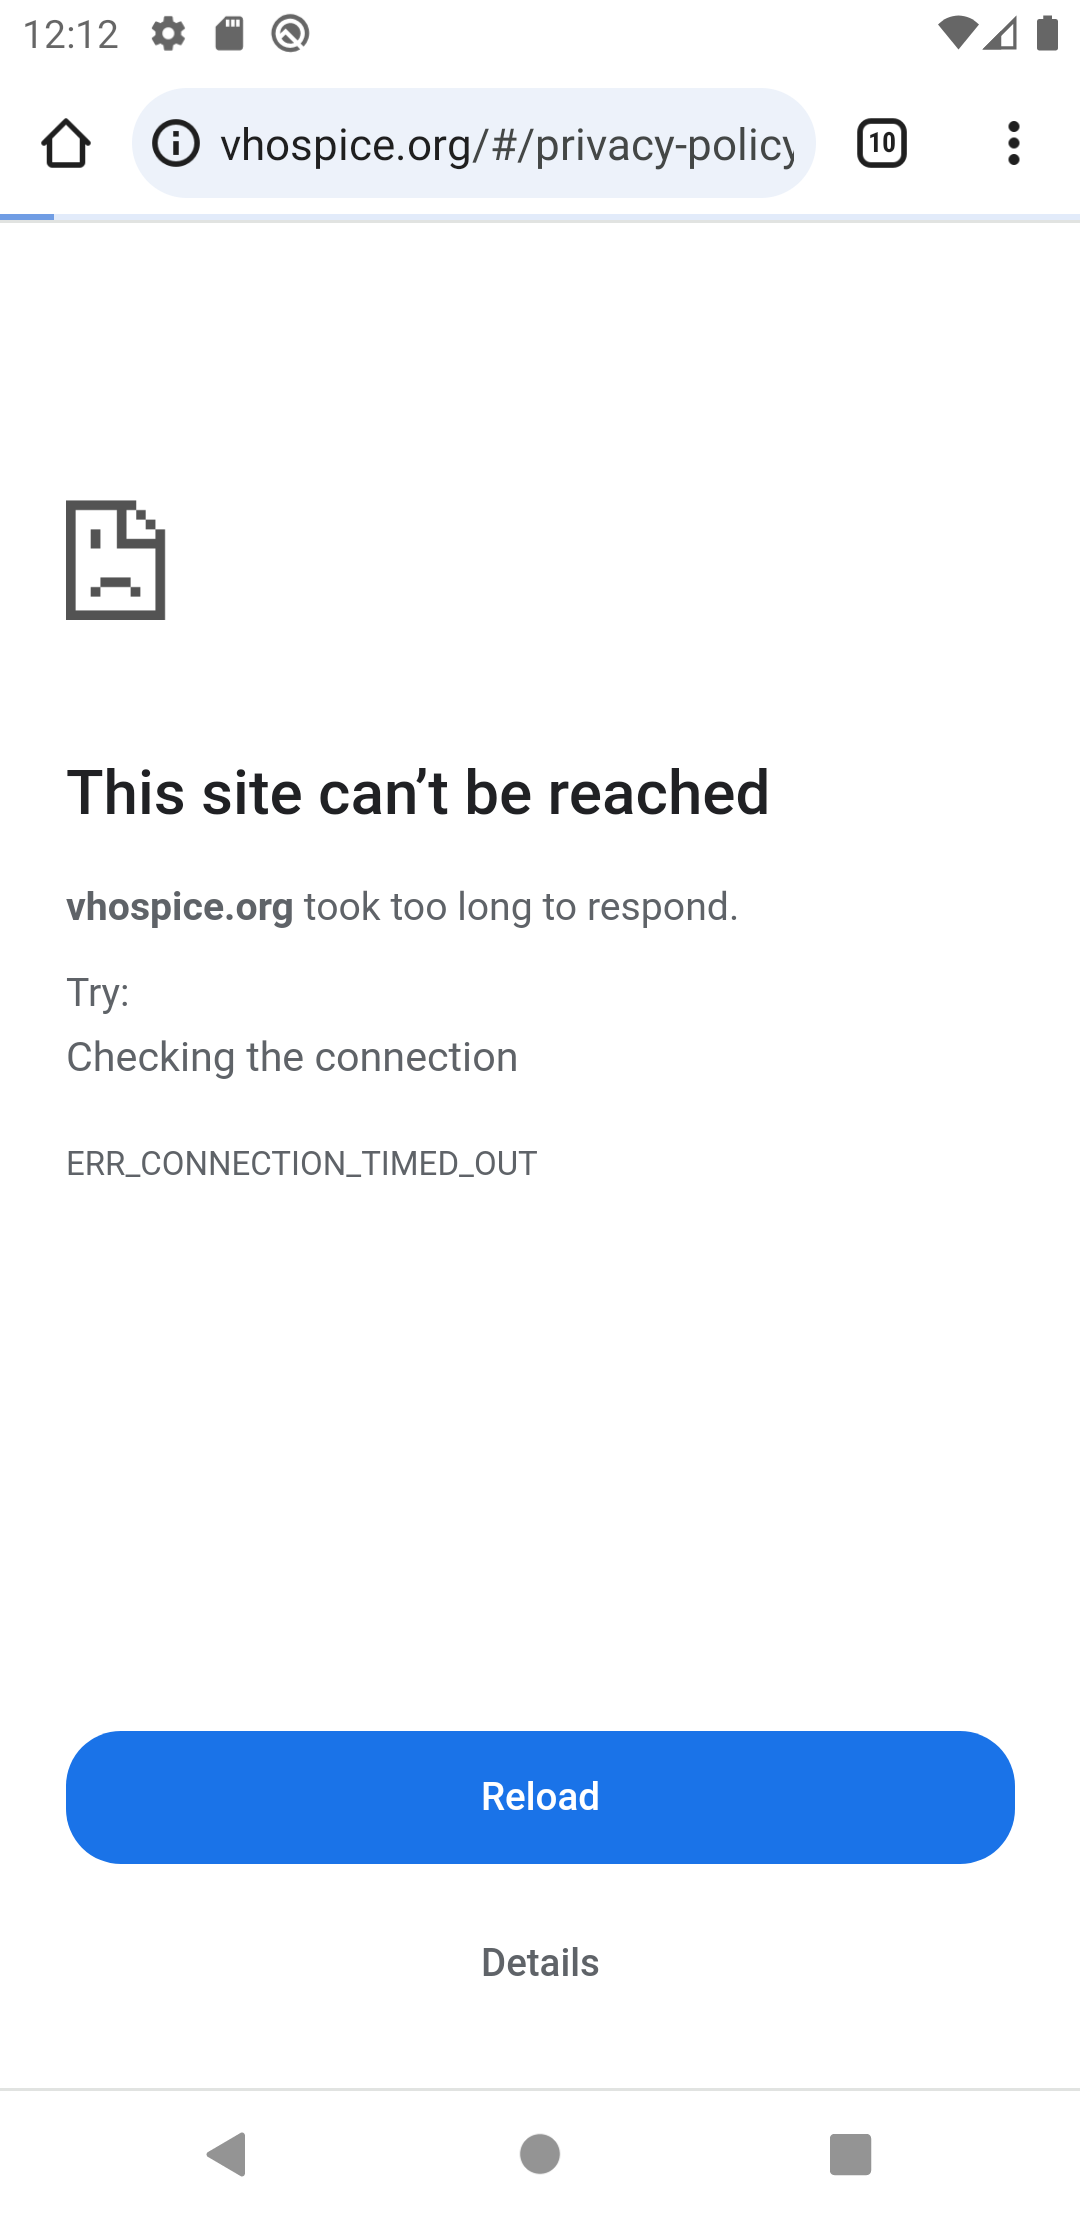 12:12
vhospice.org/#/privacy-policy
10
This site can’t be reached
vhospice.org took too long to respond.
Try:
Checking the connection
ERR_CONNECTION_TIMED_OUT
Reload
Details